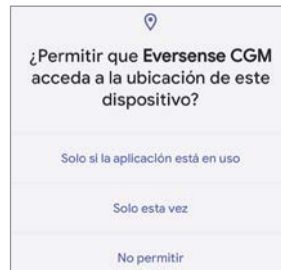 ¿Permitir que Eversense CGM
acceda a la ubicación de este
dispositivo?
Solo si la aplicación está en uso
Solo esta vez
No permitir